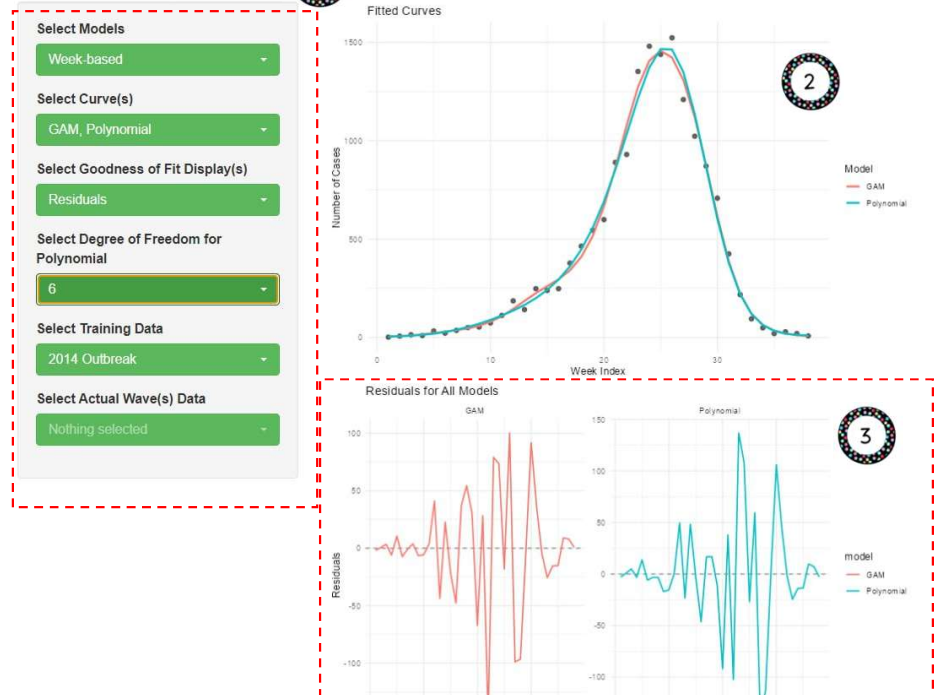 Select Models
Week-based
Select Curve(s)
GAM, Polynomial
Select Goodness of Fit Display(s)
Residuals
Select Degree of Freedom for
Polynomial
6
Select Training Data
2014 Outbreak
Select Actual Wave(s) Data
Nothing selected
Fitted Curves
1500
1000
500
0
Number of Cases
0 10 20 30
Week Index
2
Model
GAM
Polynomial
Residuals for All Models
GAM
100
50
0
-50
-100
Residuals
Polynomial
150
100
50
0
-50
-100
3
model
GAM
Polynomial